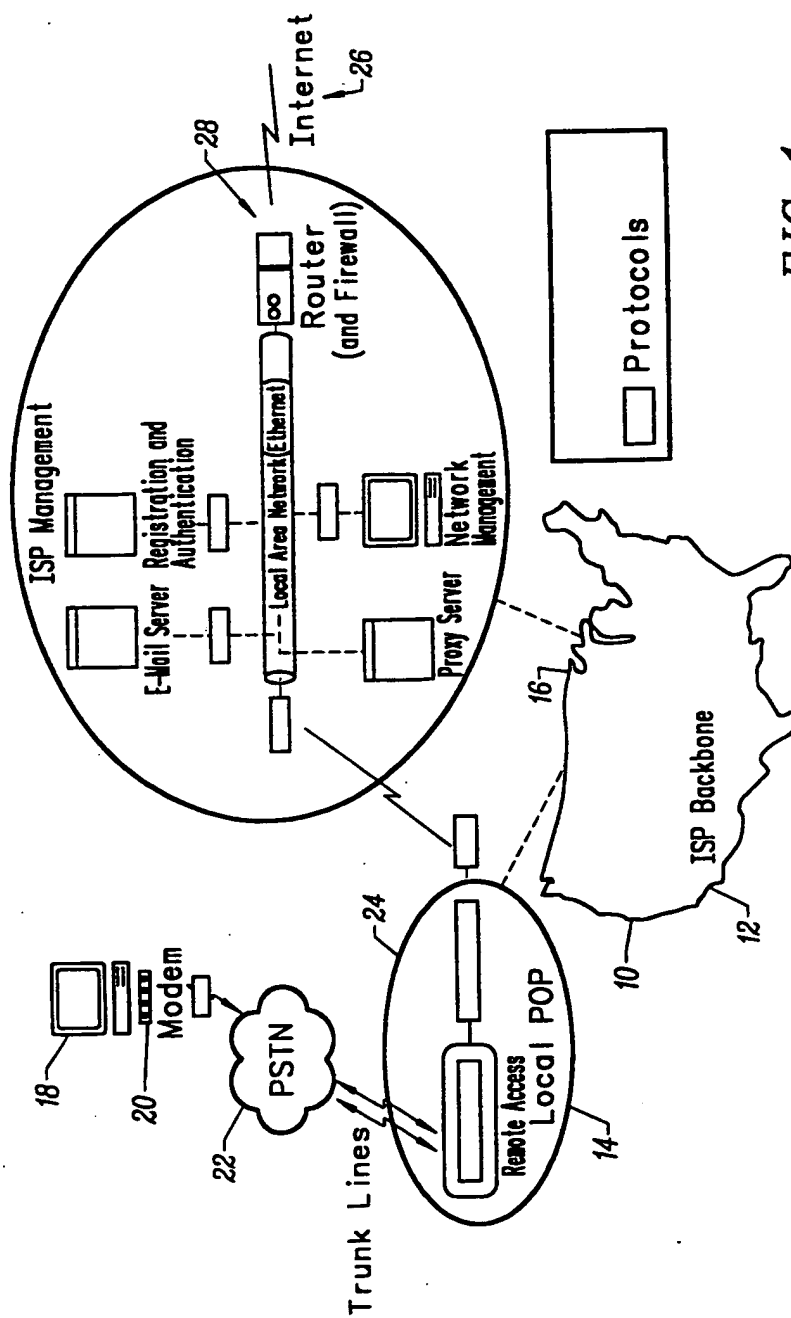 18
20
Modem
22
PSTN
Trunk Lines
24
Remote Access
Local POP
14
ISP Management
E-Mail Server
Registration and
Authentication
Local Area Network(Ethernet)
Proxy Server
Network
Management
28
Router
(and Firewall)
Internet
26
ISP Backbone
10
12
16
Protocols